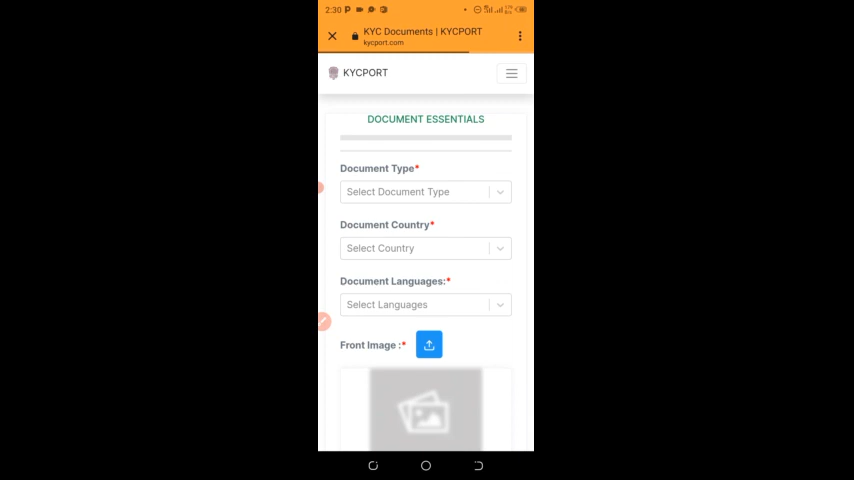 2:30 P
KYC Documents | KYCPORT
kycport.com
KYCPORT
DOCUMENT ESSENTIALS
Document Type*
Select Document Type
Document Country*
Select Country
Document Languages:*
Select Languages
Front Image :*